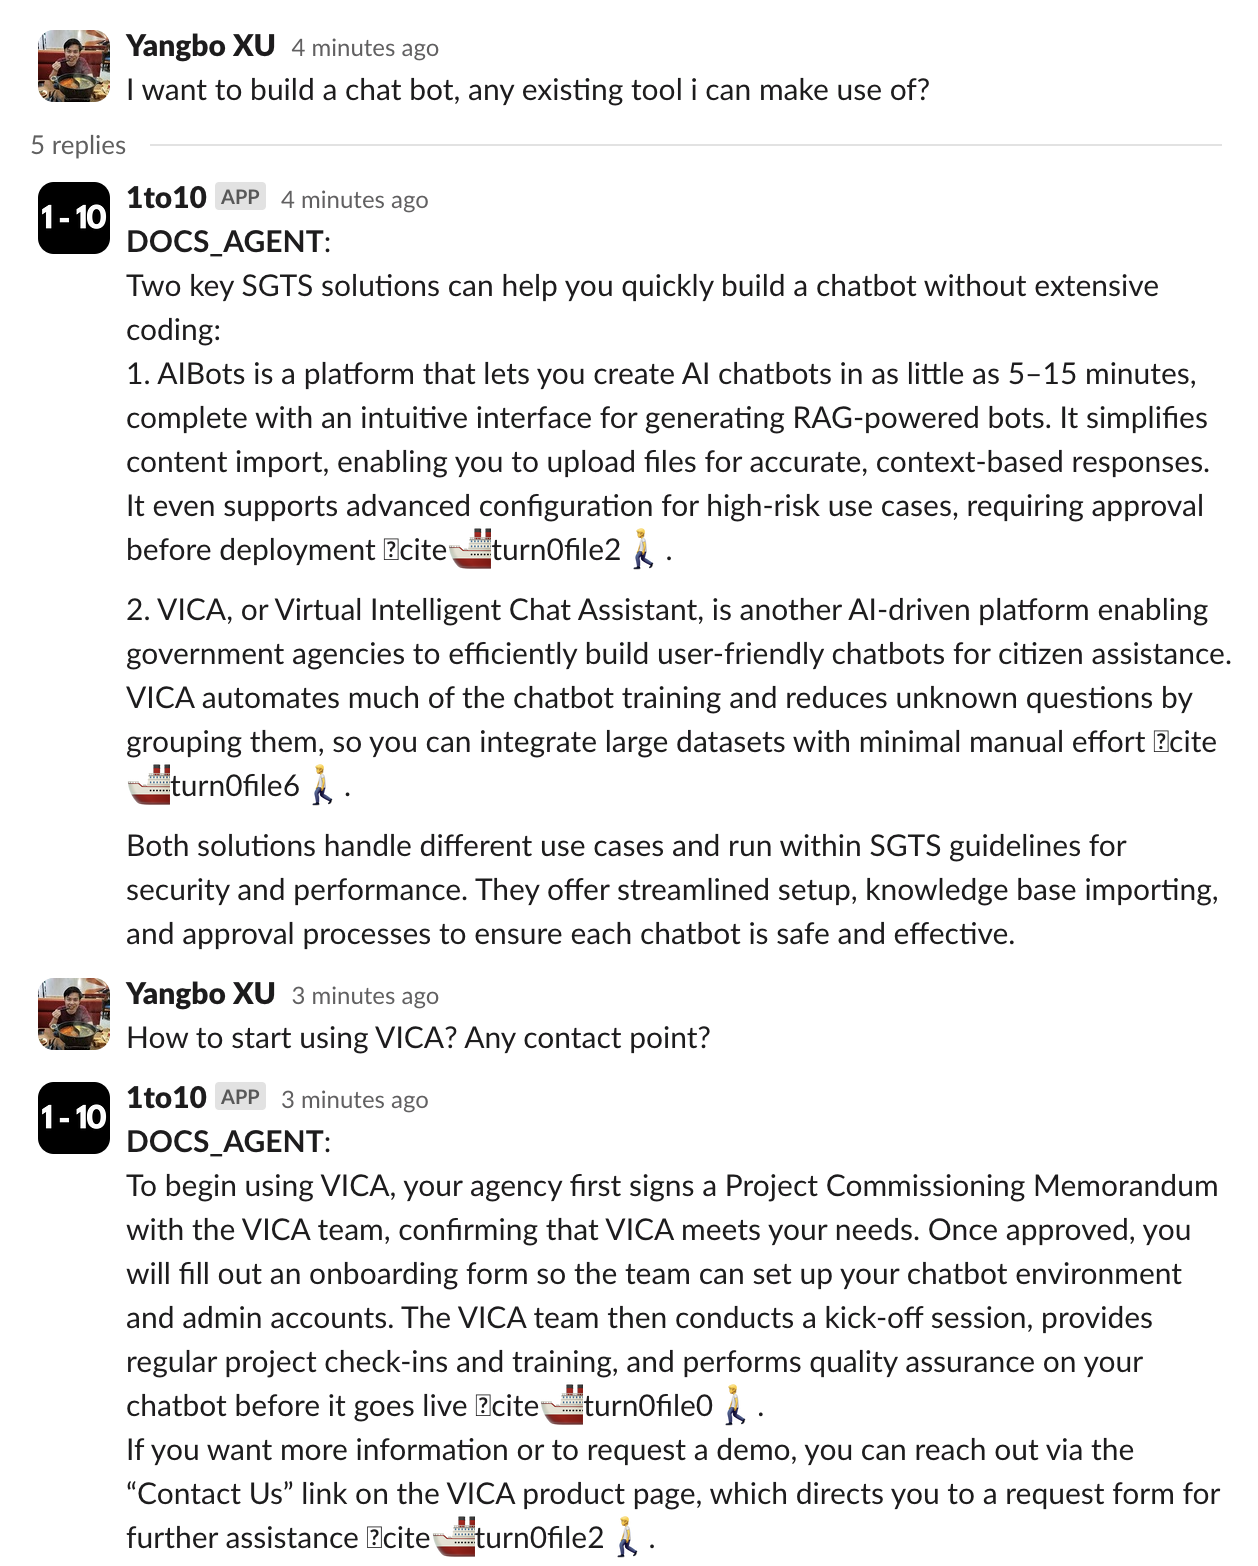 Yangbo XU 4 minutes ago
I want to build a chat bot, any existing tool i can make use of?
5 replies
1 - 10
1to10 APP 4 minutes ago
DOCS_AGENT:
Two key SGTS solutions can help you quickly build a chatbot without extensive
coding:
1. AIBots is a platform that lets you create AI chatbots in as little as 5–15 minutes,
complete with an intuitive interface for generating RAG-powered bots. It simplifies
content import, enabling you to upload files for accurate, context-based responses.
It even supports advanced configuration for high-risk use cases, requiring approval
before deployment cite🚢turn0file2🚶.
2. VICA, or Virtual Intelligent Chat Assistant, is another AI-driven platform enabling
government agencies to efficiently build user-friendly chatbots for citizen assistance.
VICA automates much of the chatbot training and reduces unknown questions by
grouping them, so you can integrate large datasets with minimal manual effort cite
🚢turn0file6🚶.
Both solutions handle different use cases and run within SGTS guidelines for
security and performance. They offer streamlined setup, knowledge base importing,
and approval processes to ensure each chatbot is safe and effective.
Yangbo XU 3 minutes ago
How to start using VICA? Any contact point?
1 - 10
1to10 APP 3 minutes ago
DOCS_AGENT:
To begin using VICA, your agency first signs a Project Commissioning Memorandum
with the VICA team, confirming that VICA meets your needs. Once approved, you
will fill out an onboarding form so the team can set up your chatbot environment
and admin accounts. The VICA team then conducts a kick-off session, provides
regular project check-ins and training, and performs quality assurance on your
chatbot before it goes live cite🚢turn0file0🚶.
If you want more information or to request a demo, you can reach out via the
“Contact Us” link on the VICA product page, which directs you to a request form for
further assistance cite🚢turn0file2🚶.